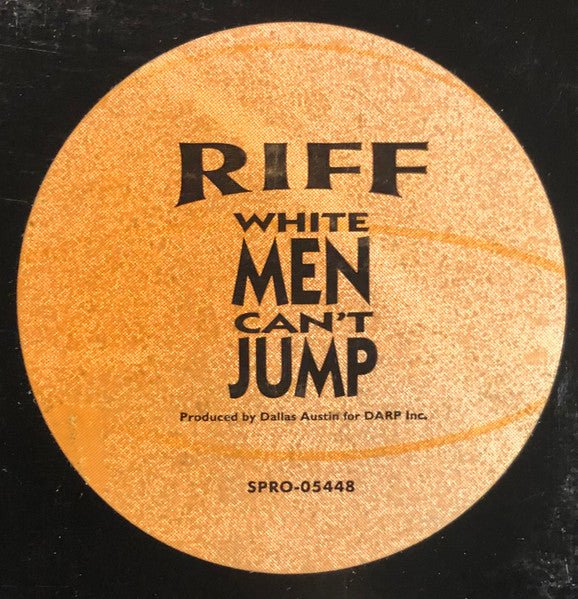 RIFF
WHITE
MEN
CAN'T
JUMP
Produced by Dallas Austin for DARP Inc.
SPRO-05448